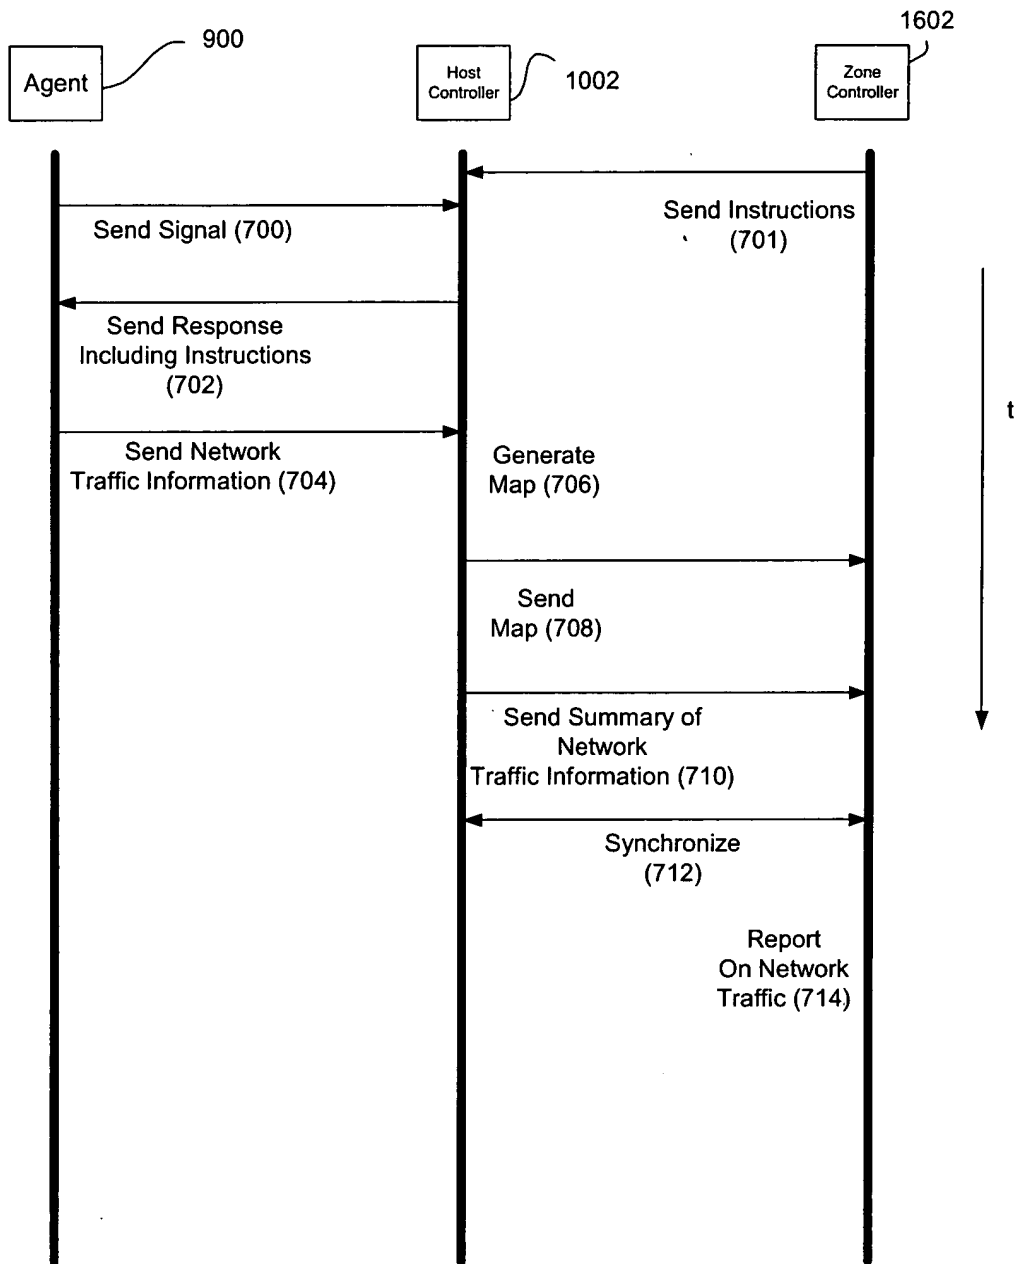 1602
900
Agent
Host
Controller
1002
Zone
Controller
Send Instructions
(701)
Send Signal (700)
Send Response
Including Instructions
(702)
t
Send Network
Traffic Information (704)
Generate
Map (706)
Send
Map (708)
Send Summary of
Network
Traffic Information (710)
Synchronize
(712)
Report
On Network
Traffic (714)